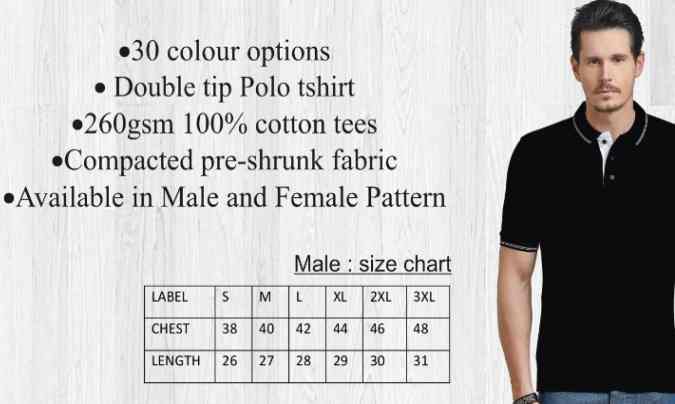 •30 colour options
• Double tip Polo tshirt
•260gsm 100% cotton tees
•Compacted pre-shrunk fabric
•Available in Male and Female Pattern
Male : size chart
LABEL S M L XL 2XL 3XL
CHEST 38 40 42 44 46 48
LENGTH 26 27 28 29 30 31